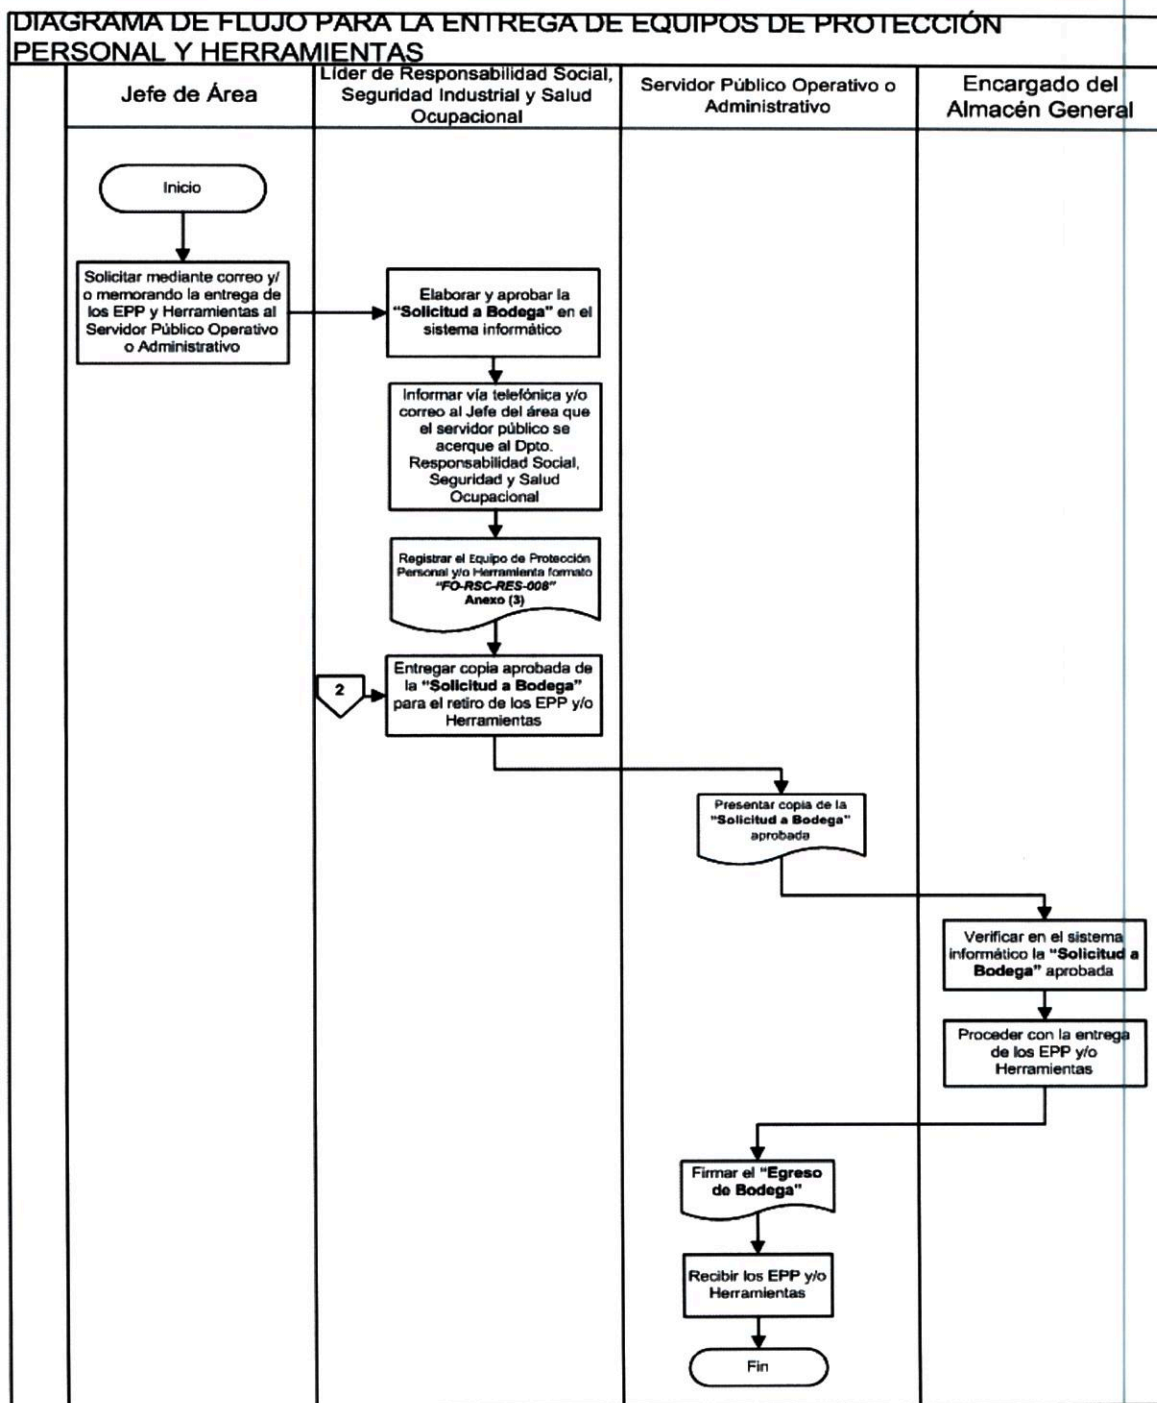 DIAGRAMA DE FLUJO PARA LA ENTREGA DE EQUIPOS DE PROTECCIÓN
PERSONAL Y HERRAMIENTAS
Jefe de Área
Líder de Responsabilidad Social,
Seguridad Industrial y Salud
Ocupacional
Servidor Público Operativo o
Administrativo
Encargado del
Almacén General
Inicio
Solicitar mediante correo y/
o memorando la entrega de
los EPP y Herramientas al
Servidor Público Operativo
o Administrativo
Elaborar y aprobar la
“Solicitud a Bodega” en el
sistema informático
Informar vía telefónica y/o
correo al Jefe del área que
el servidor público se
acerque al Dpto.
Responsabilidad Social,
Seguridad y Salud
Ocupacional
Registrar el Equipo de Protección
Personal y/o Herramienta formato
“FO-RSC-RES-008”
Anexo (3)
2
Entregar copia aprobada de
la “Solicitud a Bodega”
para el retiro de los EPP y/o
Herramientas
Presentar copia de la
“Solicitud a Bodega”
aprobada
Verificar en el sistema
informático la “Solicitud a
Bodega” aprobada
Proceder con la entrega
de los EPP y/o
Herramientas
Firmar el “Egreso
de Bodega”
Recibir los EPP y/o
Herramientas
Fin